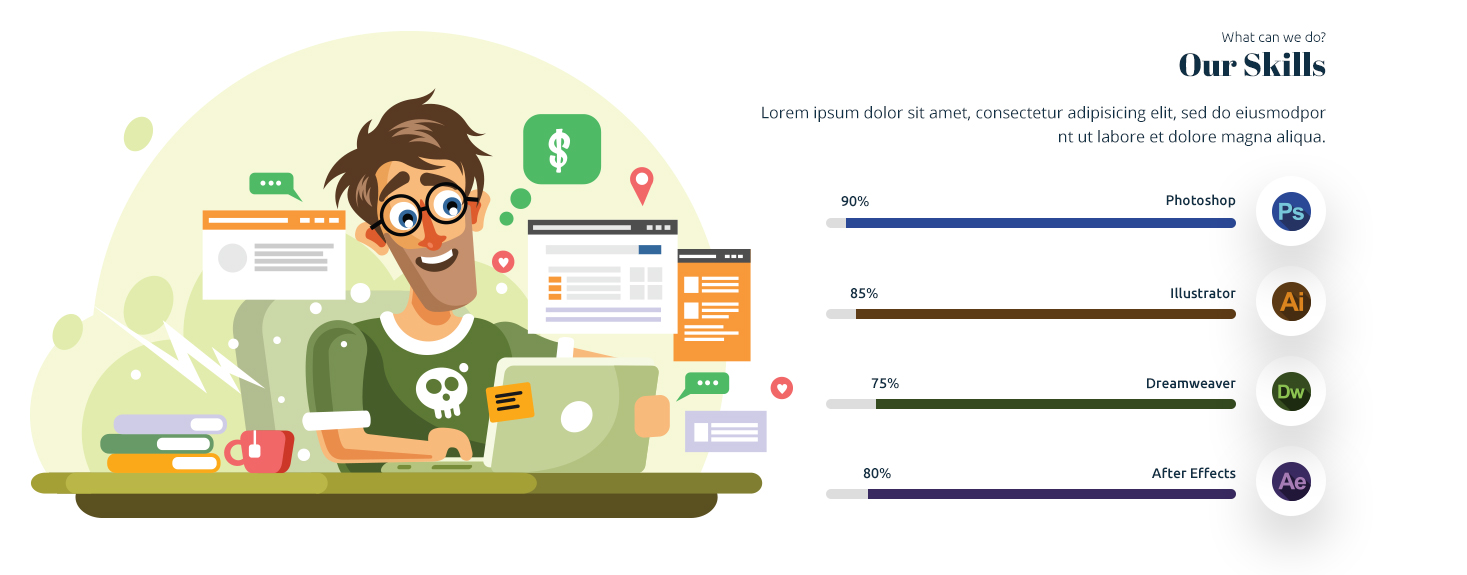 What can we do?
Our Skills
Lorem ipsum dolor sit amet, consectetur adipisicing elit, sed do eiusmodpor
nt ut labore et dolore magna aliqua.
90% Photoshop Ps
85% Illustrator Ai
75% Dreamweaver Dw
80% After Effects Ae
$